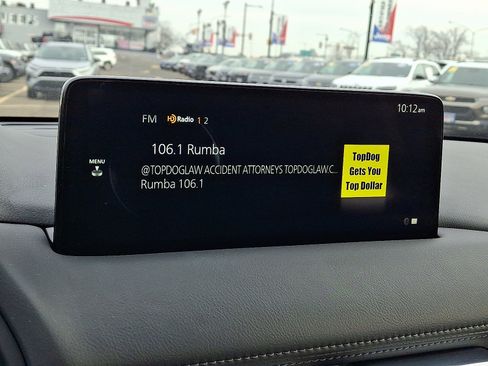 10:12 am
FM HD Radio 1 2
106.1 Rumba
MENU
@TOPDOGLAW ACCIDENT ATTORNEYS TOPDOGLAW.C...
Rumba 106.1
TopDog
Gets You
Top Dollar